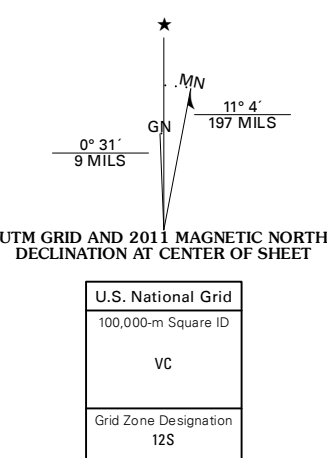 ★
MN
GN
11° 4´
197 MILS
0° 31´
9 MILS
UTM GRID AND 2011 MAGNETIC NORTH
DECLINATION AT CENTER OF SHEET
U.S. National Grid
100,000-m Square ID
VC
Grid Zone Designation
12S